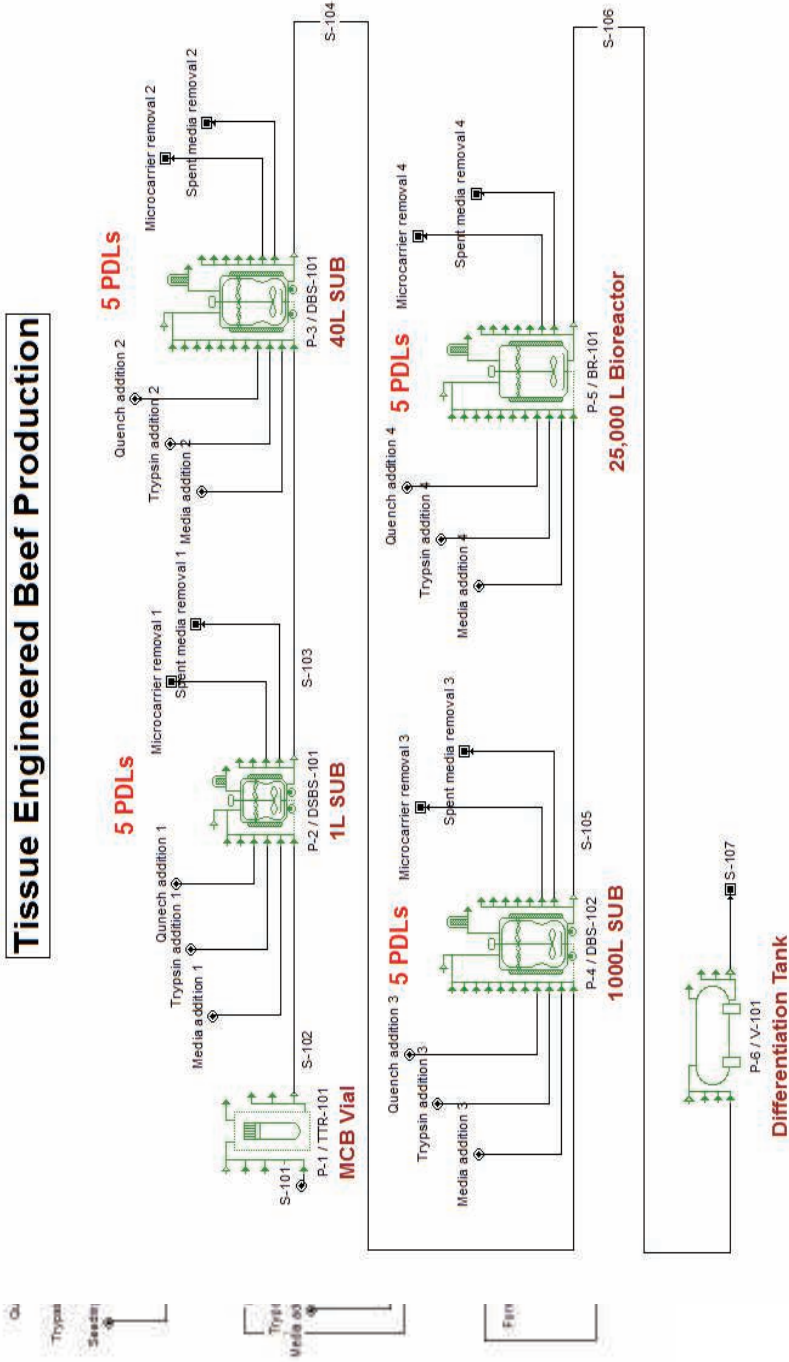 Tissue Engineered Beef Production
5 PDLs
5 PDLs
Qunech addition 1
Trypsin addition 1
Media addition 1
Microcarrier removal 1
Spent media removal 1
Quench addition 2
Trypsin addition 2
Media addition 2
Microcarrier removal 2
Spent media removal 2
S-101
P-1 / TTR-101
MCB Vial
S-102
P-2 / DSBS-101
1L SUB
S-103
P-3 / DBS-101
40L SUB
S-104
5 PDLs
5 PDLs
Quench addition 3
Trypsin addition 3
Media addition 3
Microcarrier removal 3
Spent media removal 3
Quench addition 4
Trypsin addition 4
Media addition 4
Microcarrier removal 4
Spent media removal 4
P-4 / DBS-102
1000L SUB
S-105
P-5 / BR-101
25,000 L Bioreactor
S-106
P-6 / V-101
Differentiation Tank
S-107